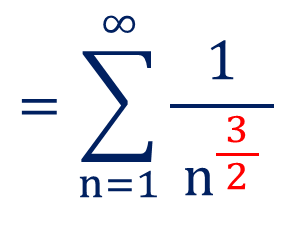 = ∞∑n=1 1/n^(3/2)